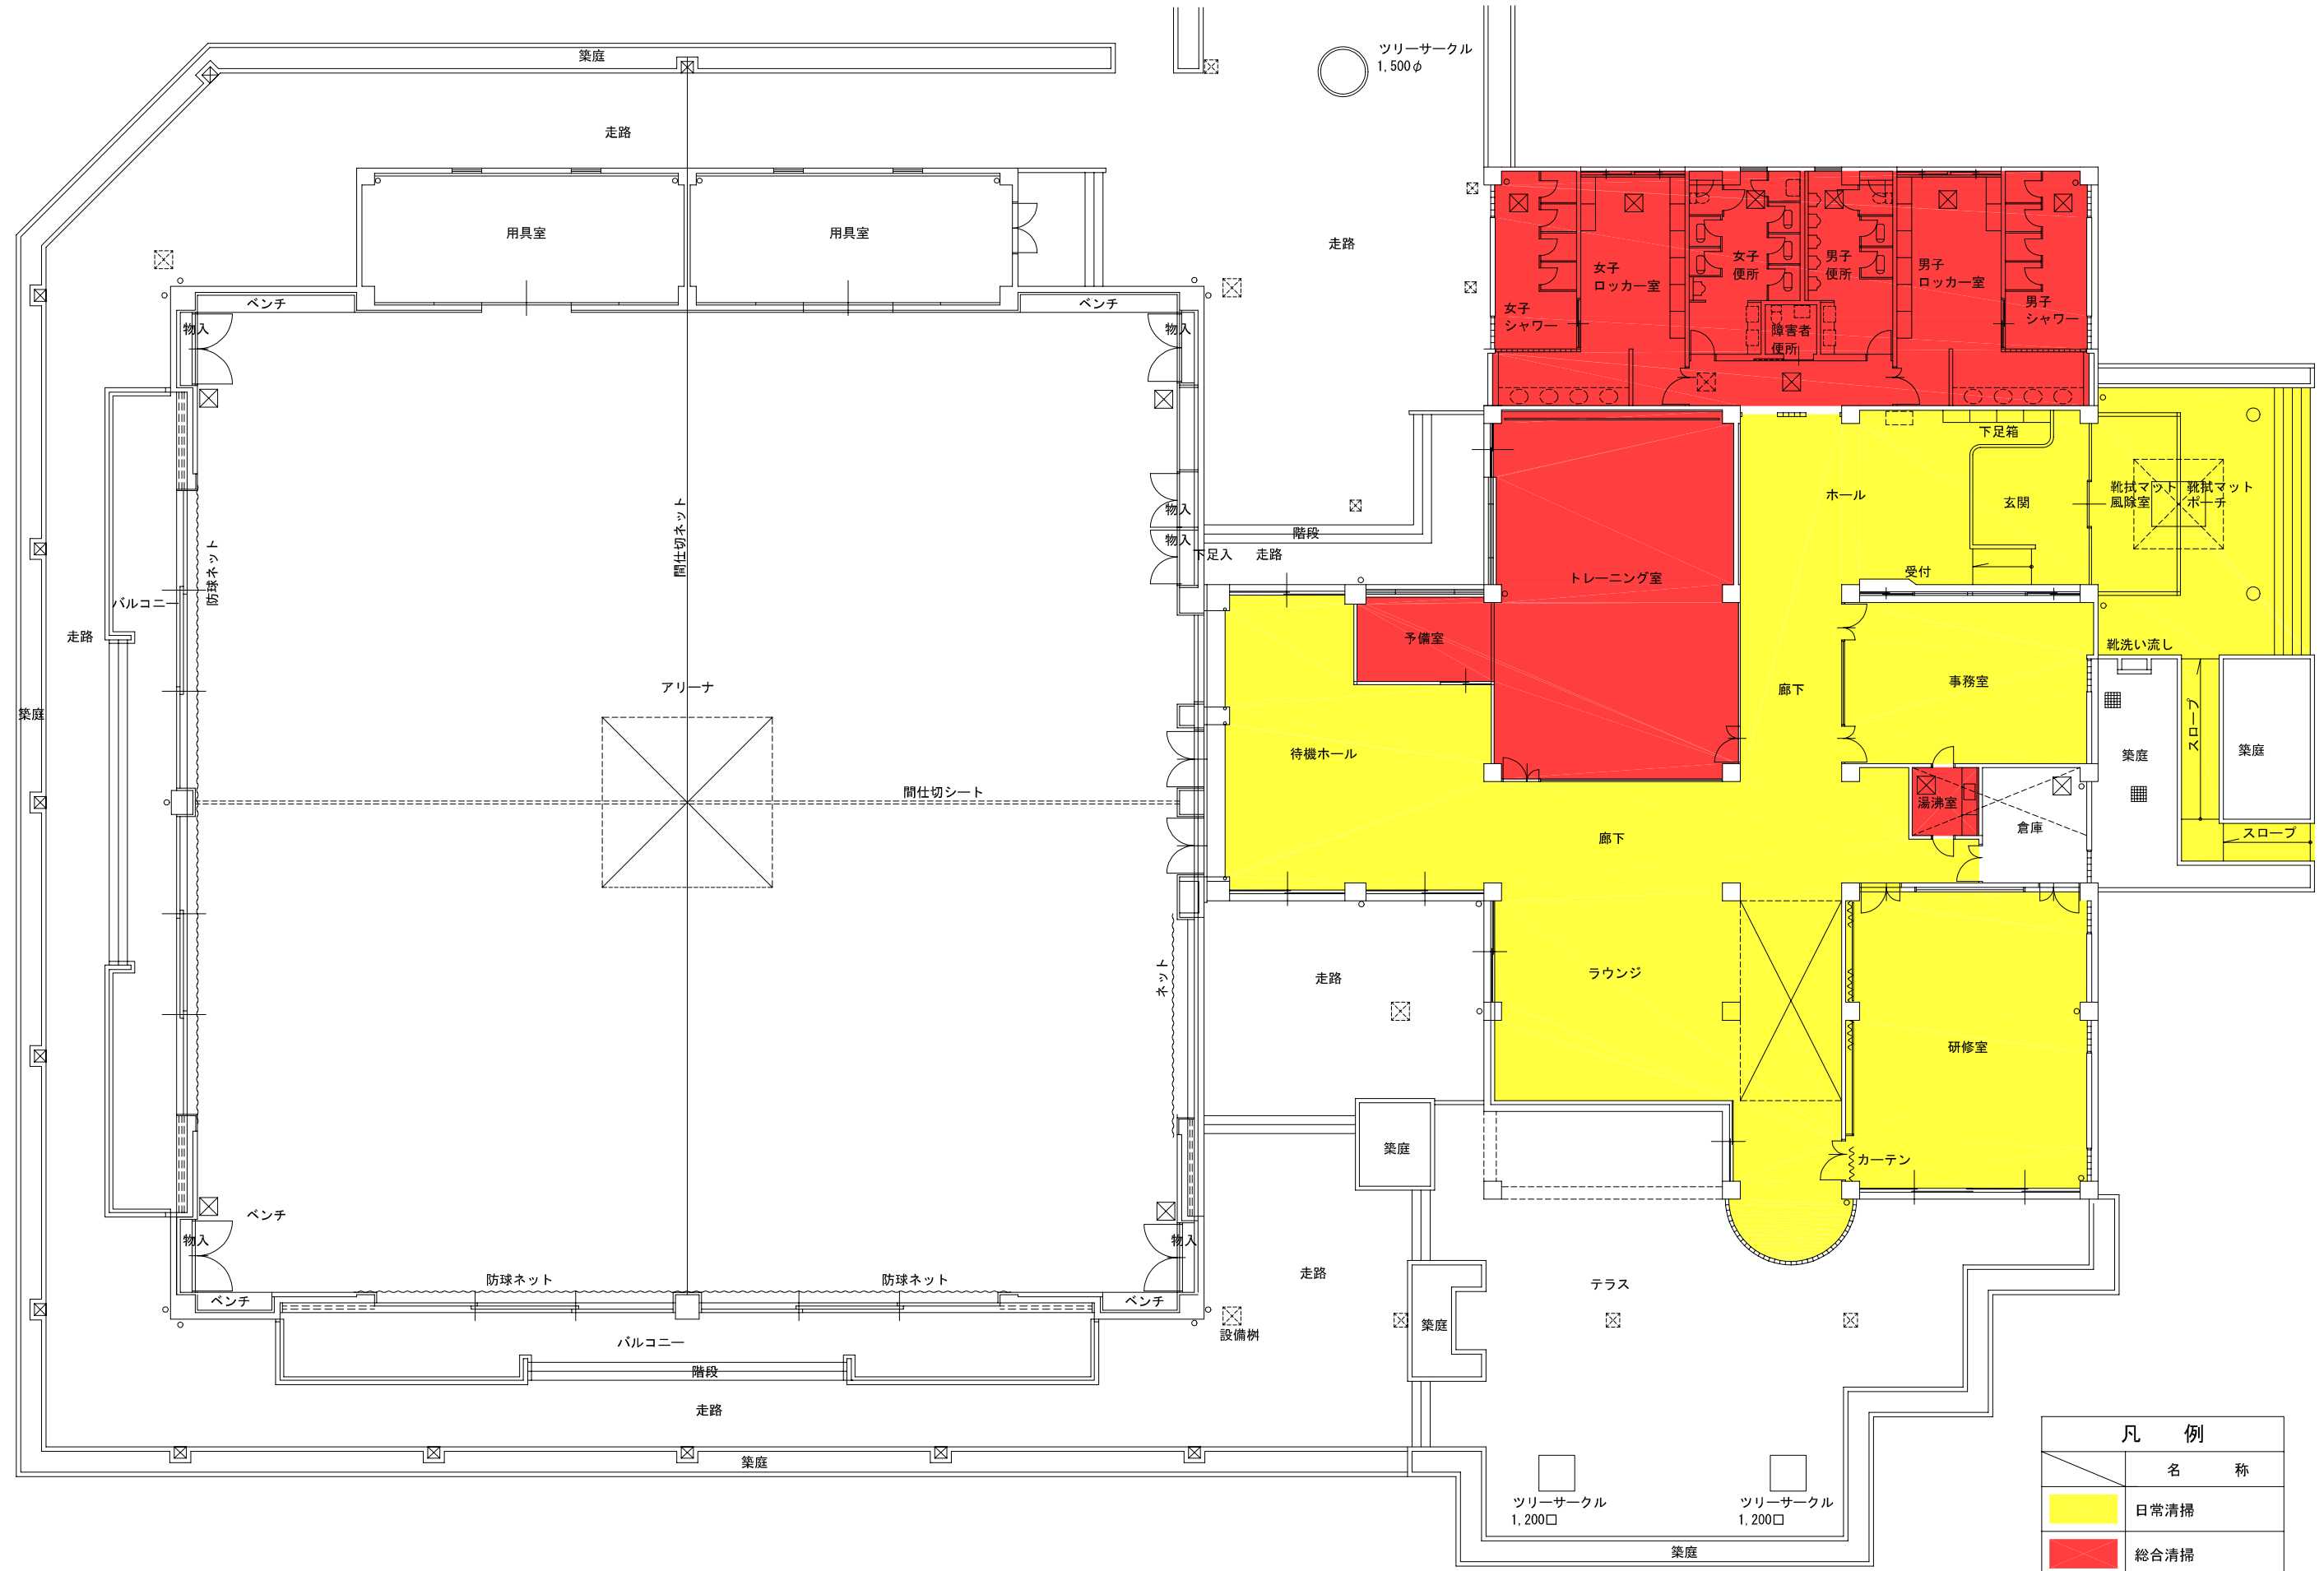 築庭
ツリーサークル
1,500φ
走路
用具室
用具室
走路
ベンチ
ベンチ
物入
物入
女子
シャワー
女子
ロッカー室
女子
便所
男子
便所
障害者
便所
男子
ロッカー室
男子
シャワー
下足箱
ホール
玄関
靴拭マット
風除室
靴拭マット
ポーチ
間仕切ネット
防球ネット
物入
物入
階段
下足入
走路
トレーニング室
受付
バルコニー
走路
予備室
靴洗い流し
アリーナ
廊下
事務室
スロープ
築庭
待機ホール
築庭
築庭
間仕切シート
湯沸室
倉庫
スロープ
廊下
ネット
走路
ラウンジ
研修室
築庭
カーテン
ベンチ
物入
物入
防球ネット
防球ネット
走路
テラス
ベンチ
ベンチ
設備桝
築庭
バルコニー
階段
走路
築庭
ツリーサークル
1,200□
ツリーサークル
1,200□
築庭
凡 例
名 称
日常清掃
総合清掃